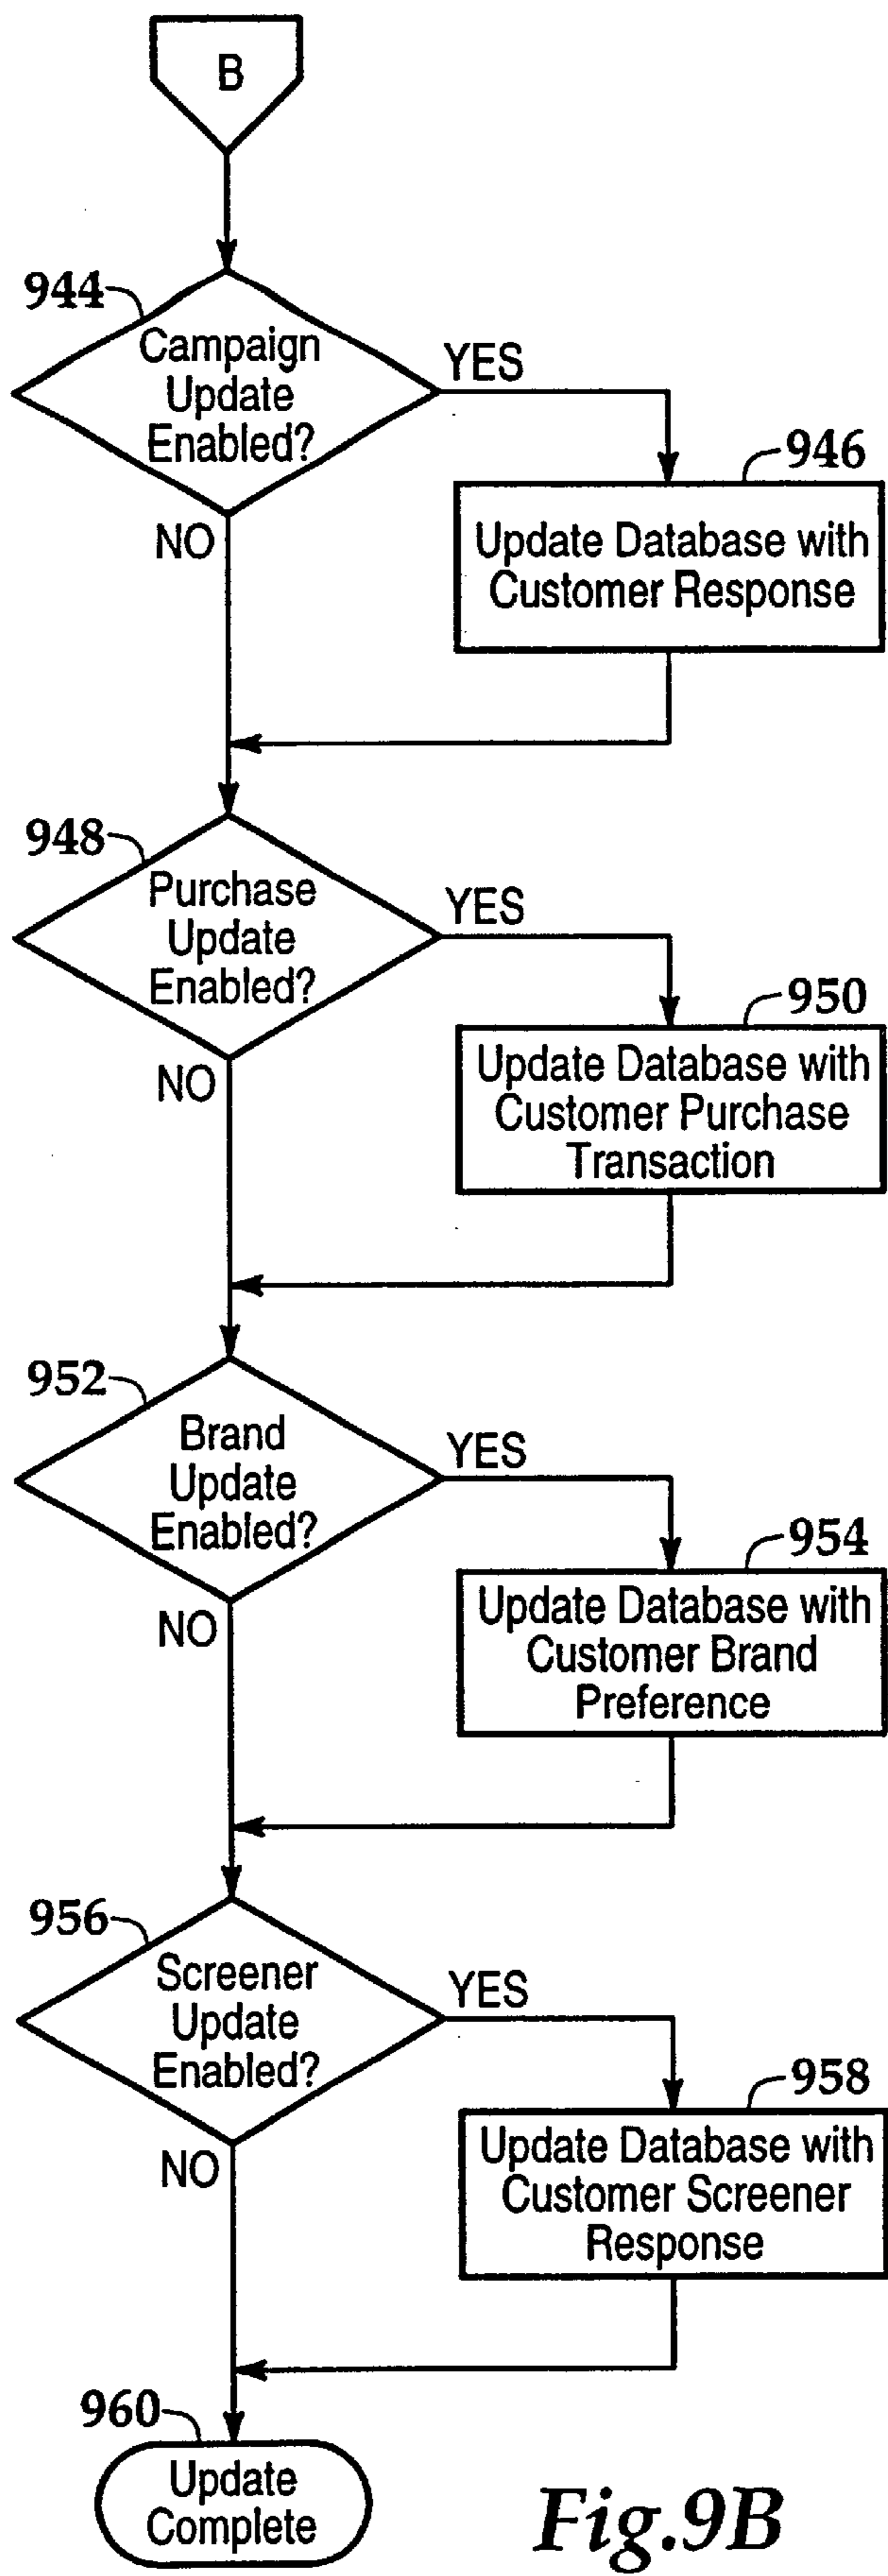 B
944
Campaign
Update
Enabled?
YES
NO
946
Update Database with
Customer Response
948
Purchase
Update
Enabled?
YES
NO
950
Update Database with
Customer Purchase
Transaction
952
Brand
Update
Enabled?
YES
NO
954
Update Database with
Customer Brand
Preference
956
Screener
Update
Enabled?
YES
NO
958
Update Database with
Customer Screener
Response
960
Update
Complete
Fig.9B